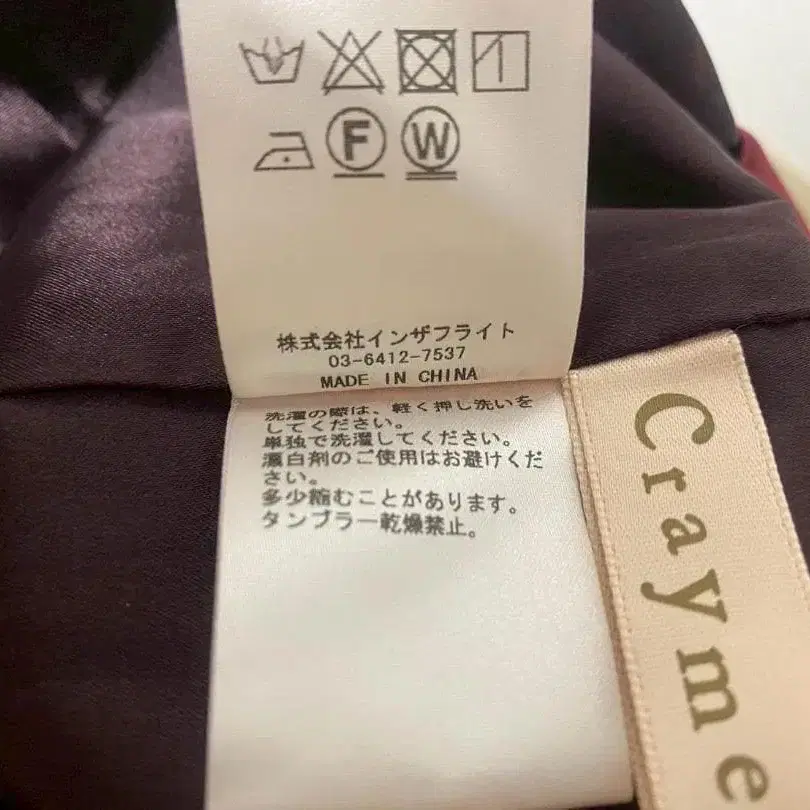 F W
株式会社インザフライト
03-6412-7537
MADE IN CHINA
洗濯の際は、軽く押し洗いを
してください。
単独で洗濯してください。
漂白剤のご使用はお避けくだ
さい。
多少縮むことがあります。
タンブラー乾燥禁止。
Crayme